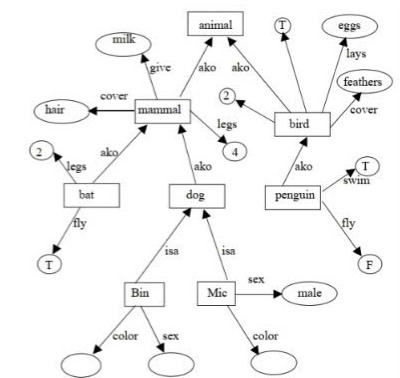 animal
T
eggs
milk
give
ako
ako
lays
feathers
cover
hair
mammal
2
bird
cover
legs
4
2
legs
ako
ako
ako
T
swim
bat
dog
penguin
fly
fly
T
isa
isa
F
Bin
Mic
sex
male
color
sex
color